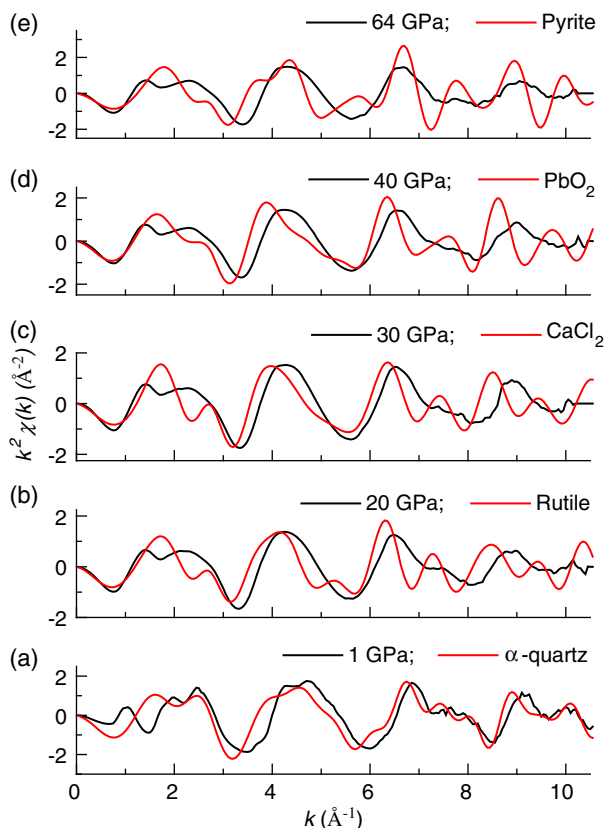 (e)
64 GPa; Pyrite
2
0
-2
(d)
40 GPa; PbO₂
2
0
-2
(c)
30 GPa; CaCl₂
2
0
-2
k² χ(k) (Å⁻²)
(b)
20 GPa; Rutile
2
0
-2
(a)
1 GPa; α-quartz
2
0
-2
0 2 4 6 8 10
k (Å⁻¹)